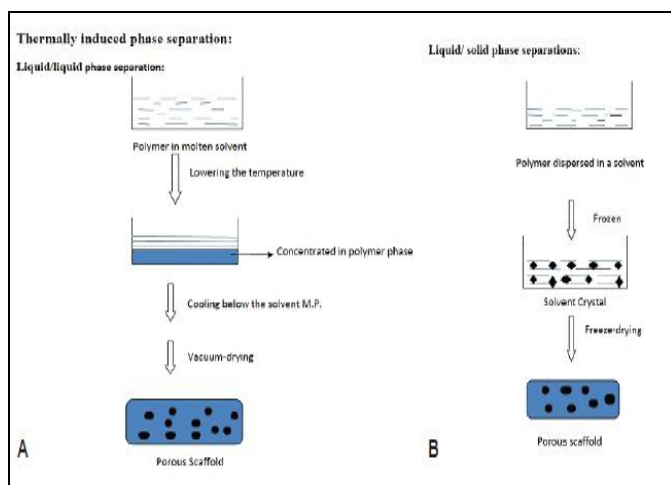 Thermally induced phase separation:
Liquid/liquid phase separation:
Polymer in molten solvent
Lowering the temperature
Concentrated in polymer phase
Cooling below the solvent M.P.
Vacuum-drying
Porous Scaffold
A
Liquid/ solid phase separations:
Polymer dispersed in a solvent
Frozen
Solvent Crystal
Freeze-drying
Porous scaffold
B